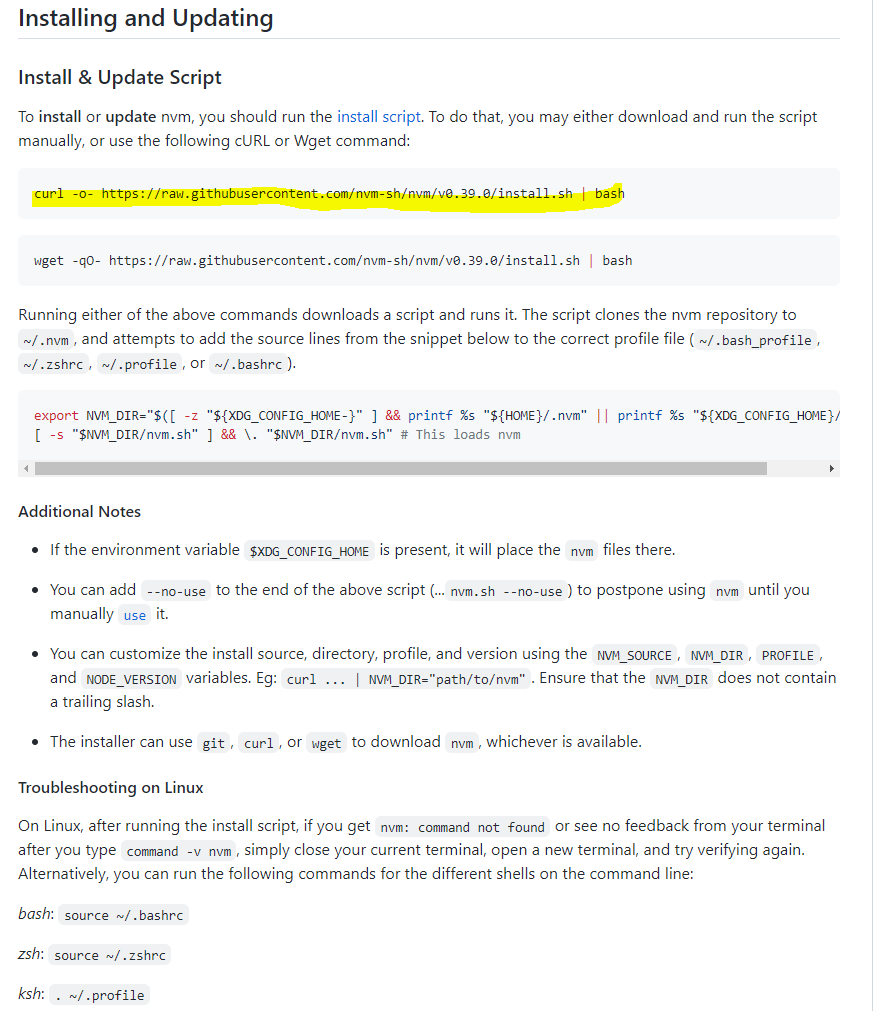 Installing and Updating
Install & Update Script
To install or update nvm, you should run the install script. To do that, you may either download and run the script
manually, or use the following cURL or Wget command:
curl -o- https://raw.githubusercontent.com/nvm-sh/nvm/v0.39.0/install.sh | bash
wget -qO- https://raw.githubusercontent.com/nvm-sh/nvm/v0.39.0/install.sh | bash
Running either of the above commands downloads a script and runs it. The script clones the nvm repository to
~/.nvm, and attempts to add the source lines from the snippet below to the correct profile file (~/.bash_profile,
~/.zshrc, ~/.profile, or ~/.bashrc).
export NVM_DIR="$([ -z "${XDG_CONFIG_HOME-}" ] && printf %s "${HOME}/.nvm" || printf %s "${XDG_CONFIG_HOME}/
[ -s "$NVM_DIR/nvm.sh" ] && \. "$NVM_DIR/nvm.sh" # This loads nvm
Additional Notes
• If the environment variable $XDG_CONFIG_HOME is present, it will place the nvm files there.
• You can add --no-use to the end of the above script (... nvm.sh --no-use) to postpone using nvm until you
manually use it.
• You can customize the install source, directory, profile, and version using the NVM_SOURCE, NVM_DIR, PROFILE,
and NODE_VERSION variables. Eg: curl ... | NVM_DIR="path/to/nvm". Ensure that the NVM_DIR does not contain
a trailing slash.
• The installer can use git, curl, or wget to download nvm, whichever is available.
Troubleshooting on Linux
On Linux, after running the install script, if you get nvm: command not found or see no feedback from your terminal
after you type command -v nvm, simply close your current terminal, open a new terminal, and try verifying again.
Alternatively, you can run the following commands for the different shells on the command line:
bash: source ~/.bashrc
zsh: source ~/.zshrc
ksh: . ~/.profile